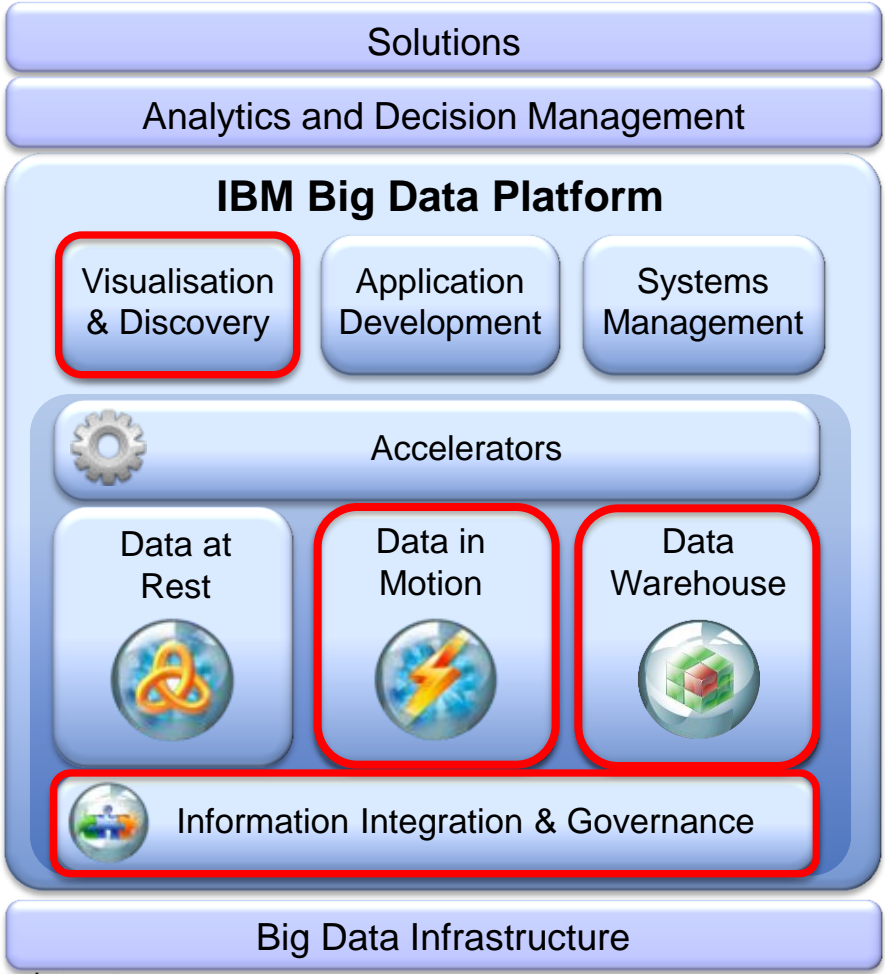 Solutions
Analytics and Decision Management
IBM Big Data Platform
Visualisation
& Discovery
Application
Development
Systems
Management
Accelerators
Data at
Rest
Data in
Motion
Data
Warehouse
Information Integration & Governance
Big Data Infrastructure